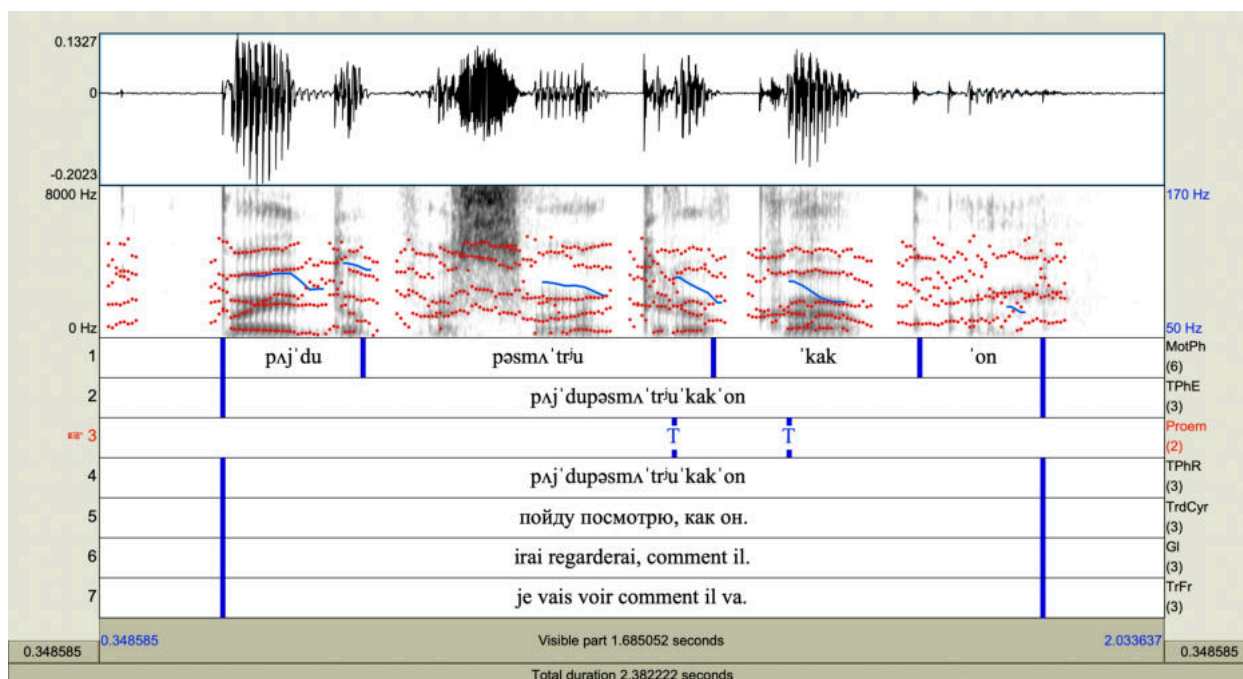 0.1327
0
-0.2023
8000 Hz 170 Hz
0 Hz 50 Hz
1 pʌjˈdu pəsmʌˈtrʲu ˈkak ˈon MotPh (6)
2 pʌjˈdupəsmʌˈtrʲuˈkakˈon TPhE (3)
☞ 3 T T Proem (2)
4 pʌjˈdupəsmʌˈtrʲuˈkakˈon TPhR (3)
5 пойду посмотрю, как он. TrdCyr (3)
6 irai regarderai, comment il. Gl (3)
7 je vais voir comment il va. TrFr (3)
0.348585 Visible part 1.685052 seconds 2.033637
0.348585 0.348585
Total duration 2.382222 seconds